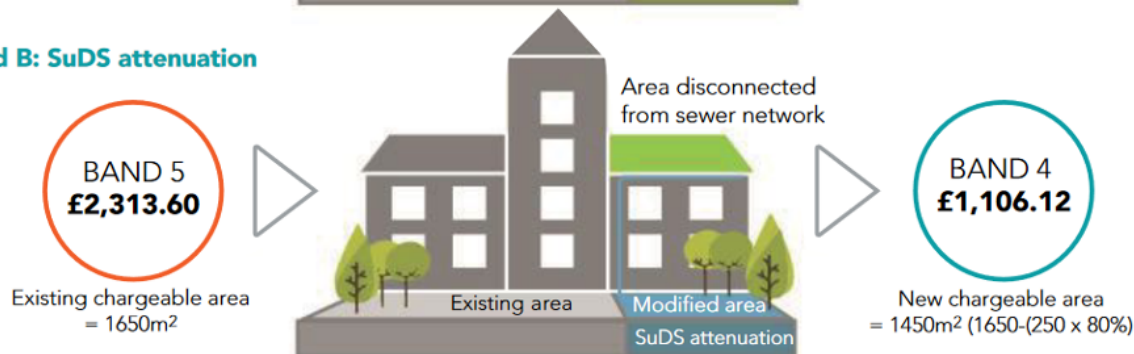 B: SuDS attenuation
Area disconnected
from sewer network
BAND 5
£2,313.60
Existing chargeable area
= 1650m²
Existing area
Modified area
SuDS attenuation
BAND 4
£1,106.12
New chargeable area
= 1450m² (1650-(250 x 80%)